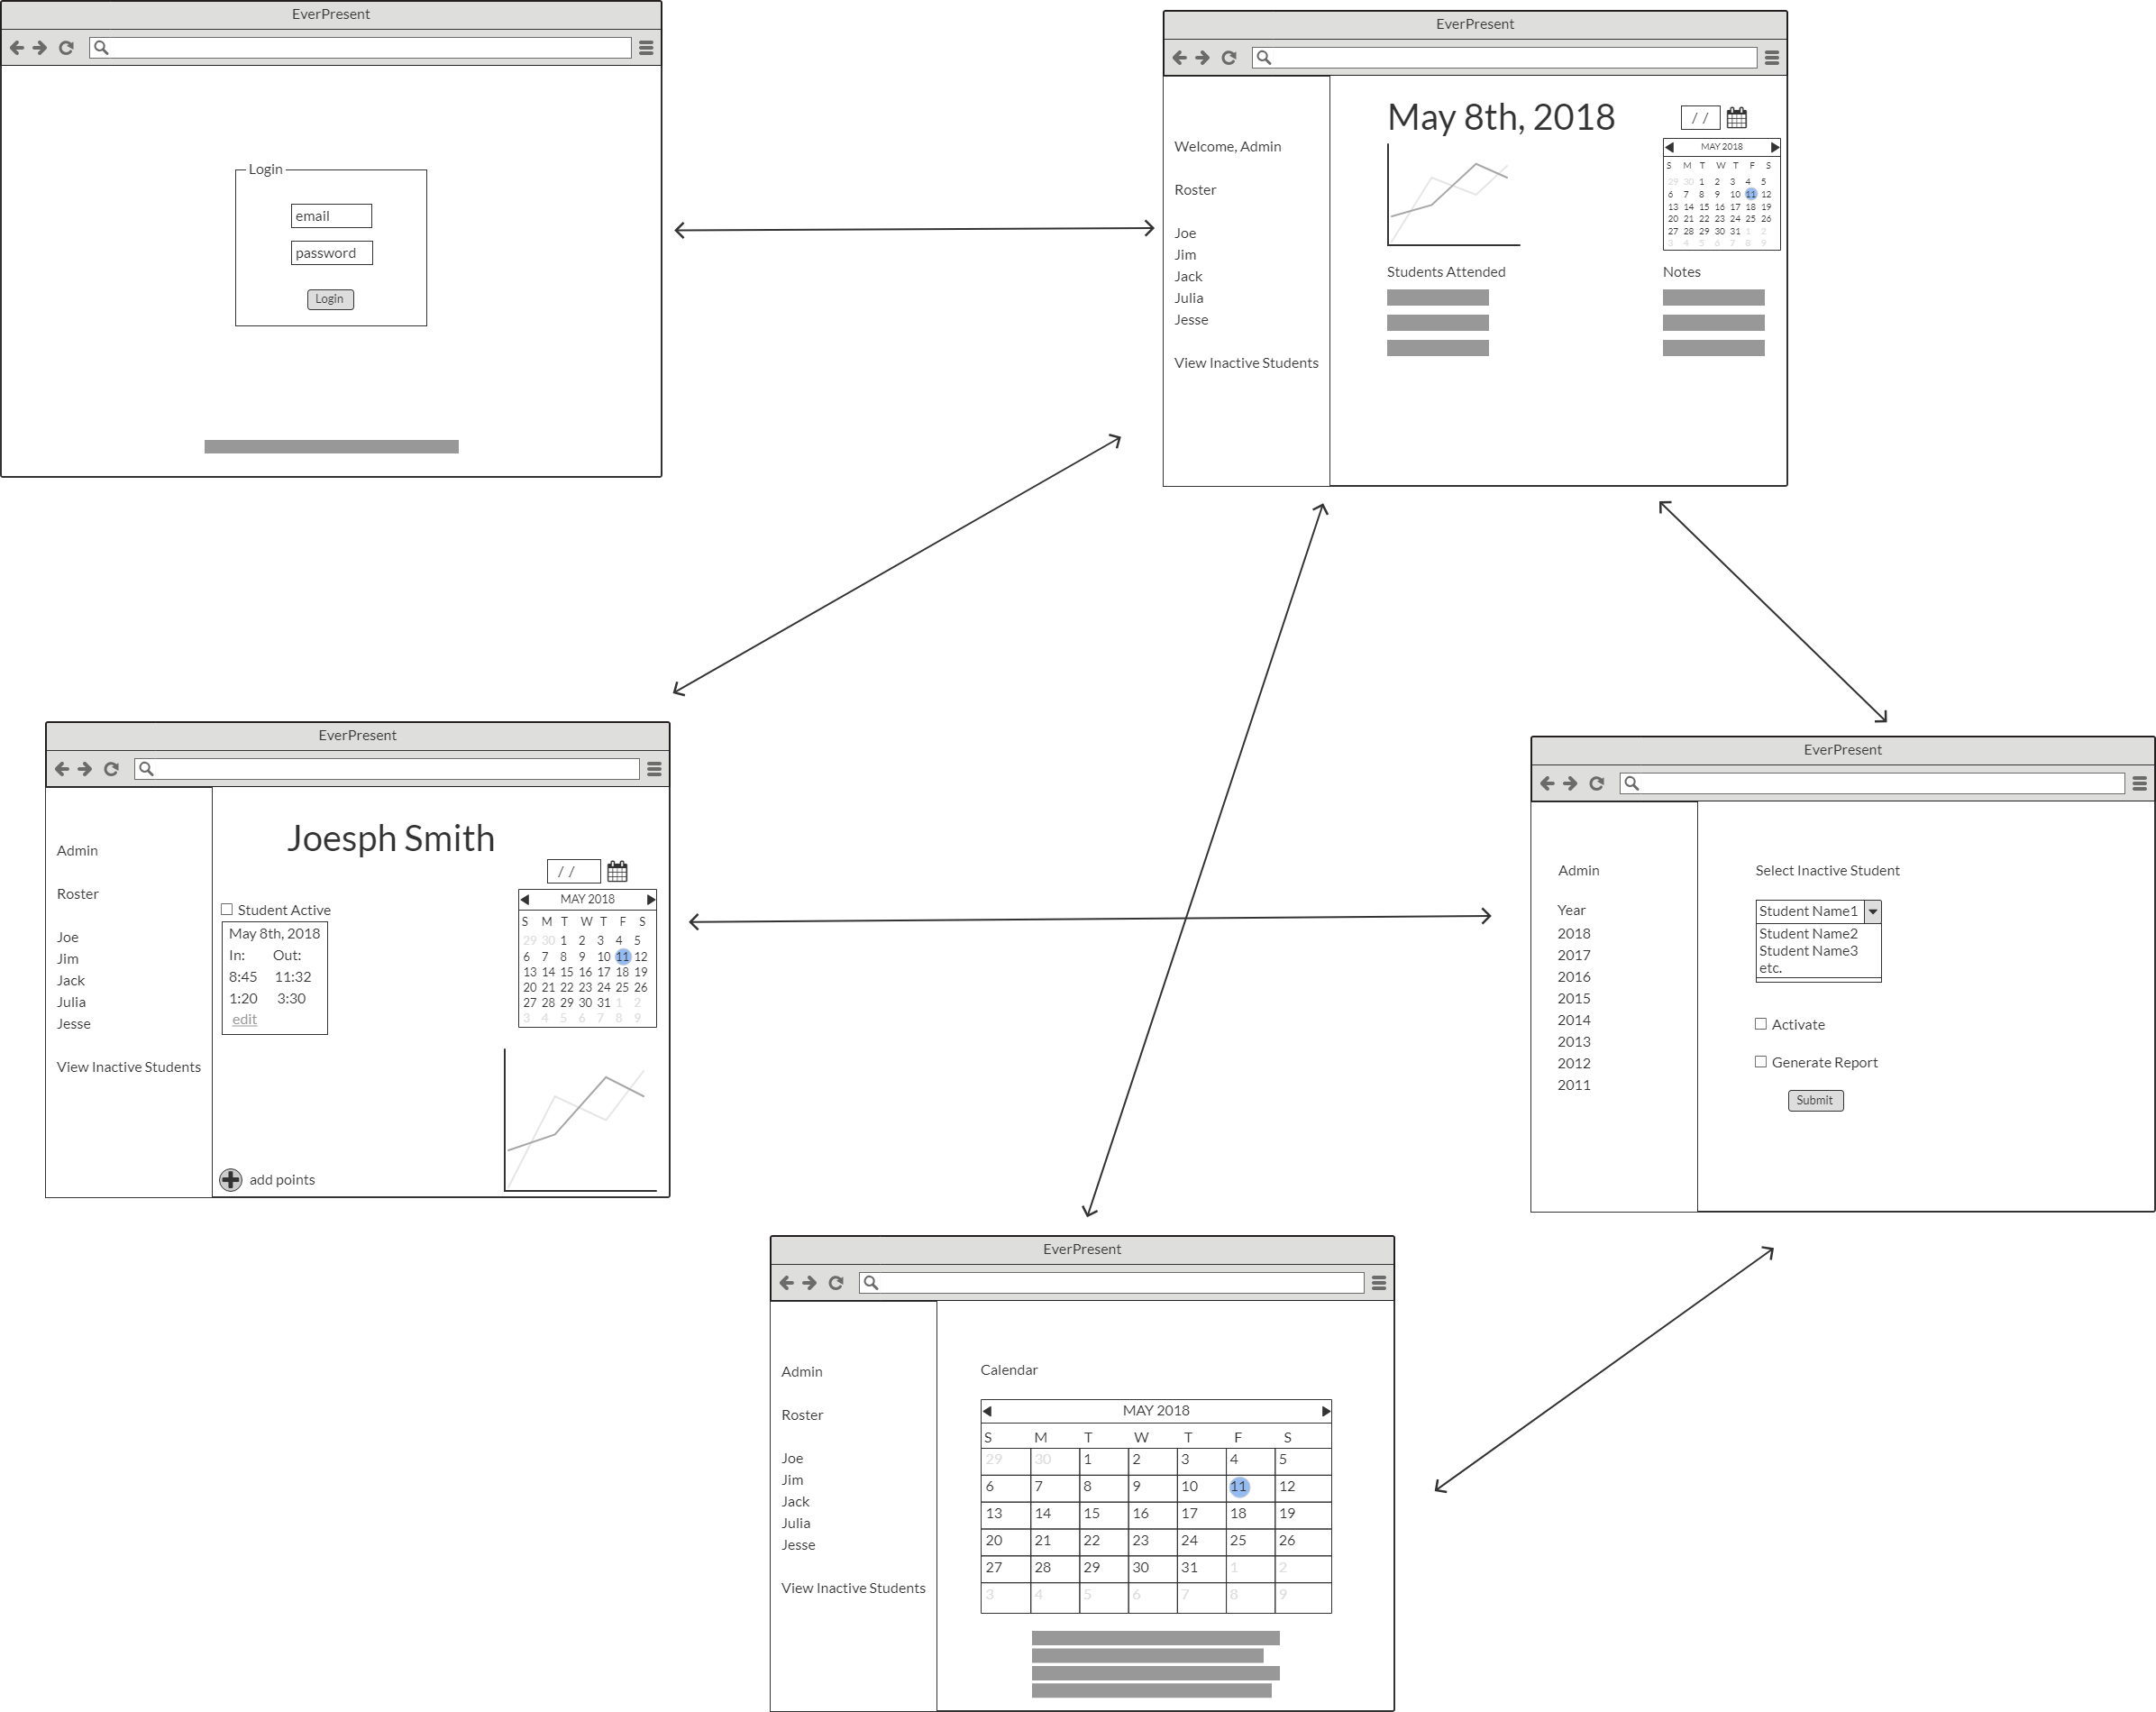 EverPresent
Login
email
password
Login
EverPresent
Welcome, Admin
Roster
Joe
Jim
Jack
Julia
Jesse
View Inactive Students
May 8th, 2018
/ /
MAY 2018
S M T W T F S
29 30 1 2 3 4 5
6 7 8 9 10 11 12
13 14 15 16 17 18 19
20 21 22 23 24 25 26
27 28 29 30 31 1 2
3 4 5 6 7 8 9
Students Attended
Notes
EverPresent
Admin
Roster
Joe
Jim
Jack
Julia
Jesse
View Inactive Students
Joesph Smith
/ /
Student Active
May 8th, 2018
In: Out:
8:45 11:32
1:20 3:30
edit
MAY 2018
S M T W T F S
29 30 1 2 3 4 5
6 7 8 9 10 11 12
13 14 15 16 17 18 19
20 21 22 23 24 25 26
27 28 29 30 31 1 2
3 4 5 6 7 8 9
add points
EverPresent
Admin
Year
2018
2017
2016
2015
2014
2013
2012
2011
Select Inactive Student
Student Name1
Student Name2
Student Name3
etc.
Activate
Generate Report
Submit
EverPresent
Admin
Roster
Joe
Jim
Jack
Julia
Jesse
View Inactive Students
Calendar
MAY 2018
S M T W T F S
29 30 1 2 3 4 5
6 7 8 9 10 11 12
13 14 15 16 17 18 19
20 21 22 23 24 25 26
27 28 29 30 31 1 2
3 4 5 6 7 8 9